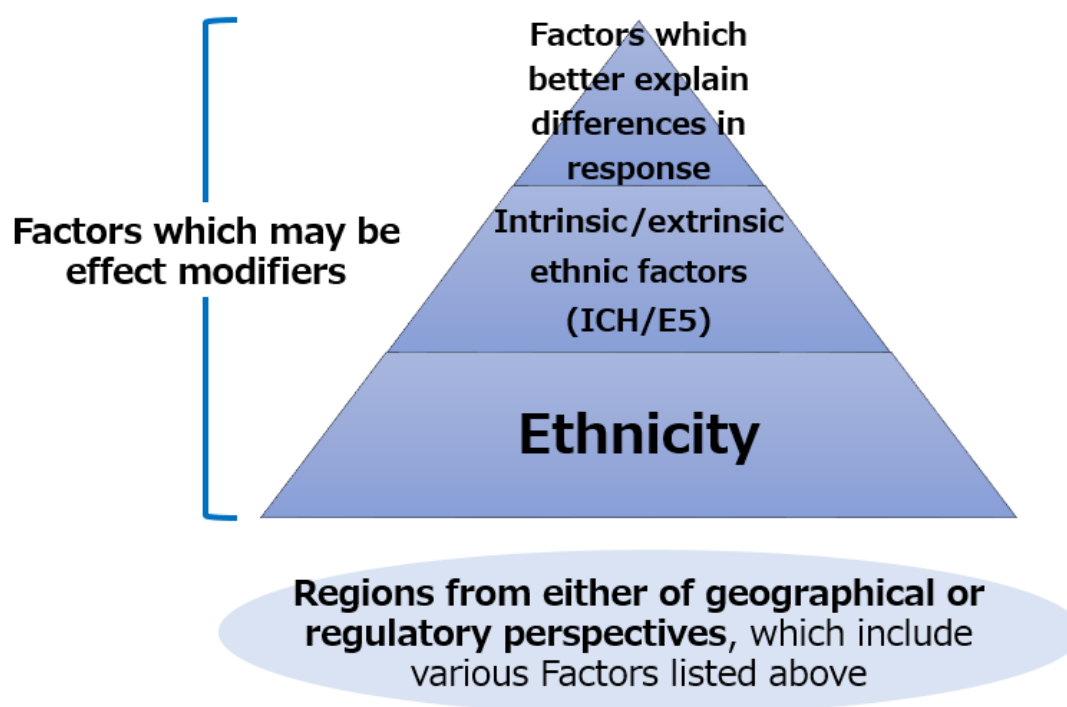 Factors which
better explain
differences in
response
Factors which may be
effect modifiers
Intrinsic/extrinsic
ethnic factors
(ICH/E5)
Ethnicity
Regions from either of geographical or
regulatory perspectives, which include
various Factors listed above